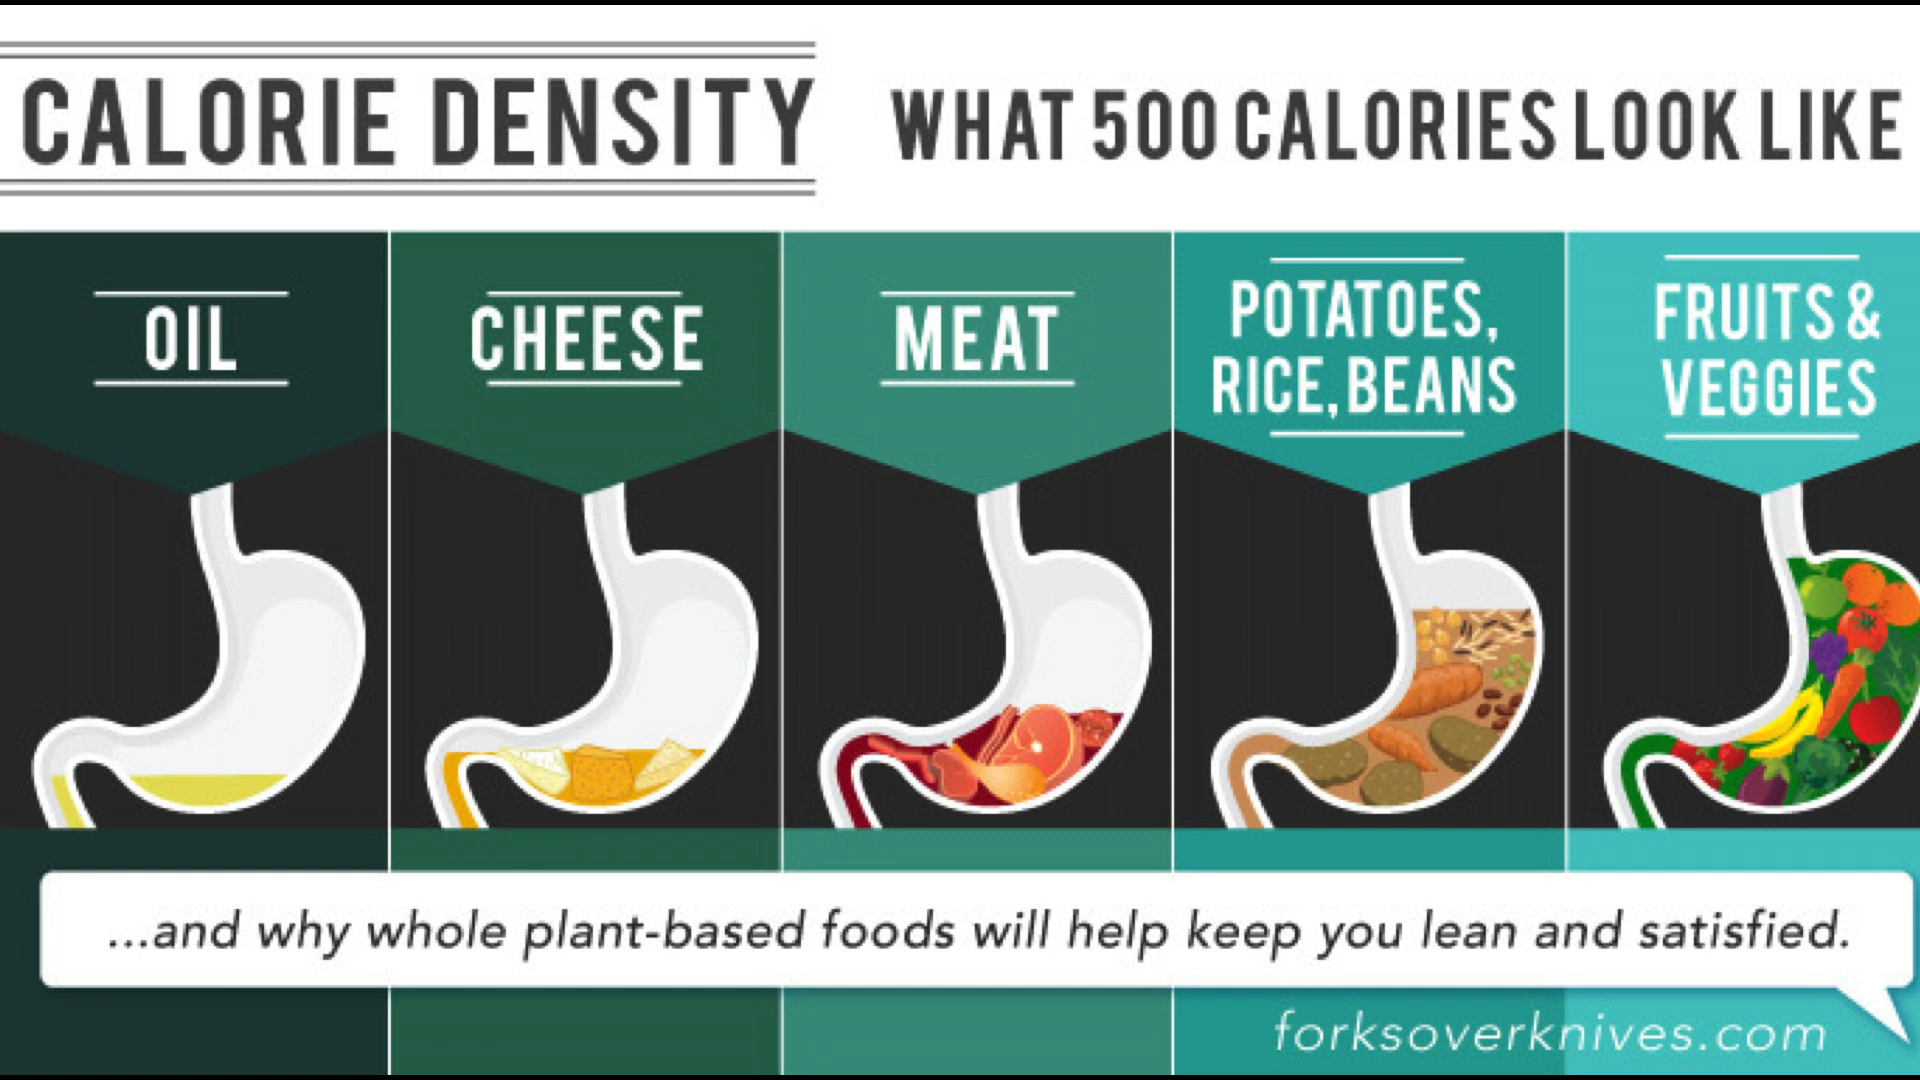 CALORIE DENSITY
WHAT 500 CALORIES LOOK LIKE
OIL
CHEESE
MEAT
POTATOES,
RICE, BEANS
FRUITS &
VEGGIES
...and why whole plant-based foods will help keep you lean and satisfied.
forksoverknives.com